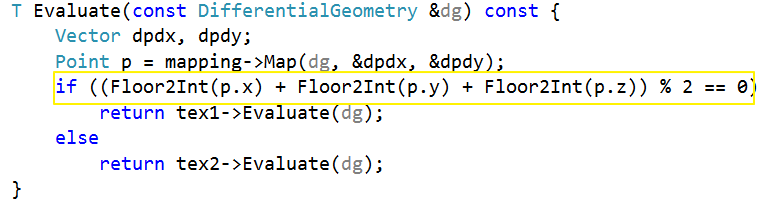 T Evaluate(const DifferentialGeometry &dg) const {
    Vector dpdx, dpdy;
    Point p = mapping->Map(dg, &dpdx, &dpdy);
    if ((Floor2Int(p.x) + Floor2Int(p.y) + Floor2Int(p.z)) % 2 == 0)
        return tex1->Evaluate(dg);
    else
        return tex2->Evaluate(dg);
}